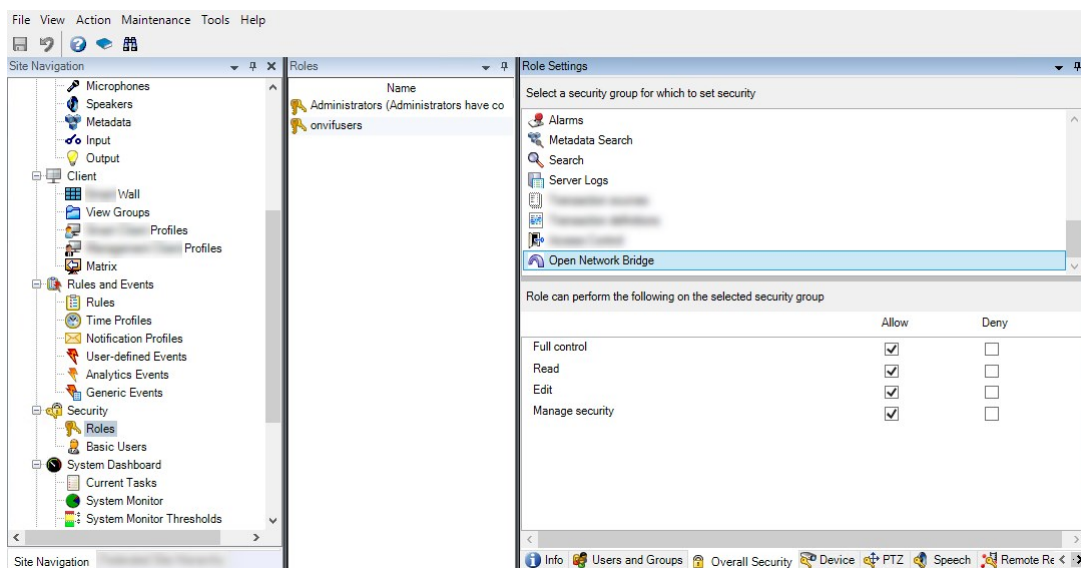 File View Action Maintenance Tools Help
Site Navigation
Microphones
Speakers
Metadata
Input
Output
Client
Wall
View Groups
Profiles
Profiles
Matrix
Rules and Events
Rules
Time Profiles
Notification Profiles
User-defined Events
Analytics Events
Generic Events
Security
Roles
Basic Users
System Dashboard
Current Tasks
System Monitor
System Monitor Thresholds
Site Navigation
Roles
Name
Administrators (Administrators have co
onvifusers
Role Settings
Select a security group for which to set security
Alarms
Metadata Search
Search
Server Logs
Open Network Bridge
Role can perform the following on the selected security group
Allow Deny
Full control
Read
Edit
Manage security
Info Users and Groups Overall Security Device PTZ Speech Remote Re